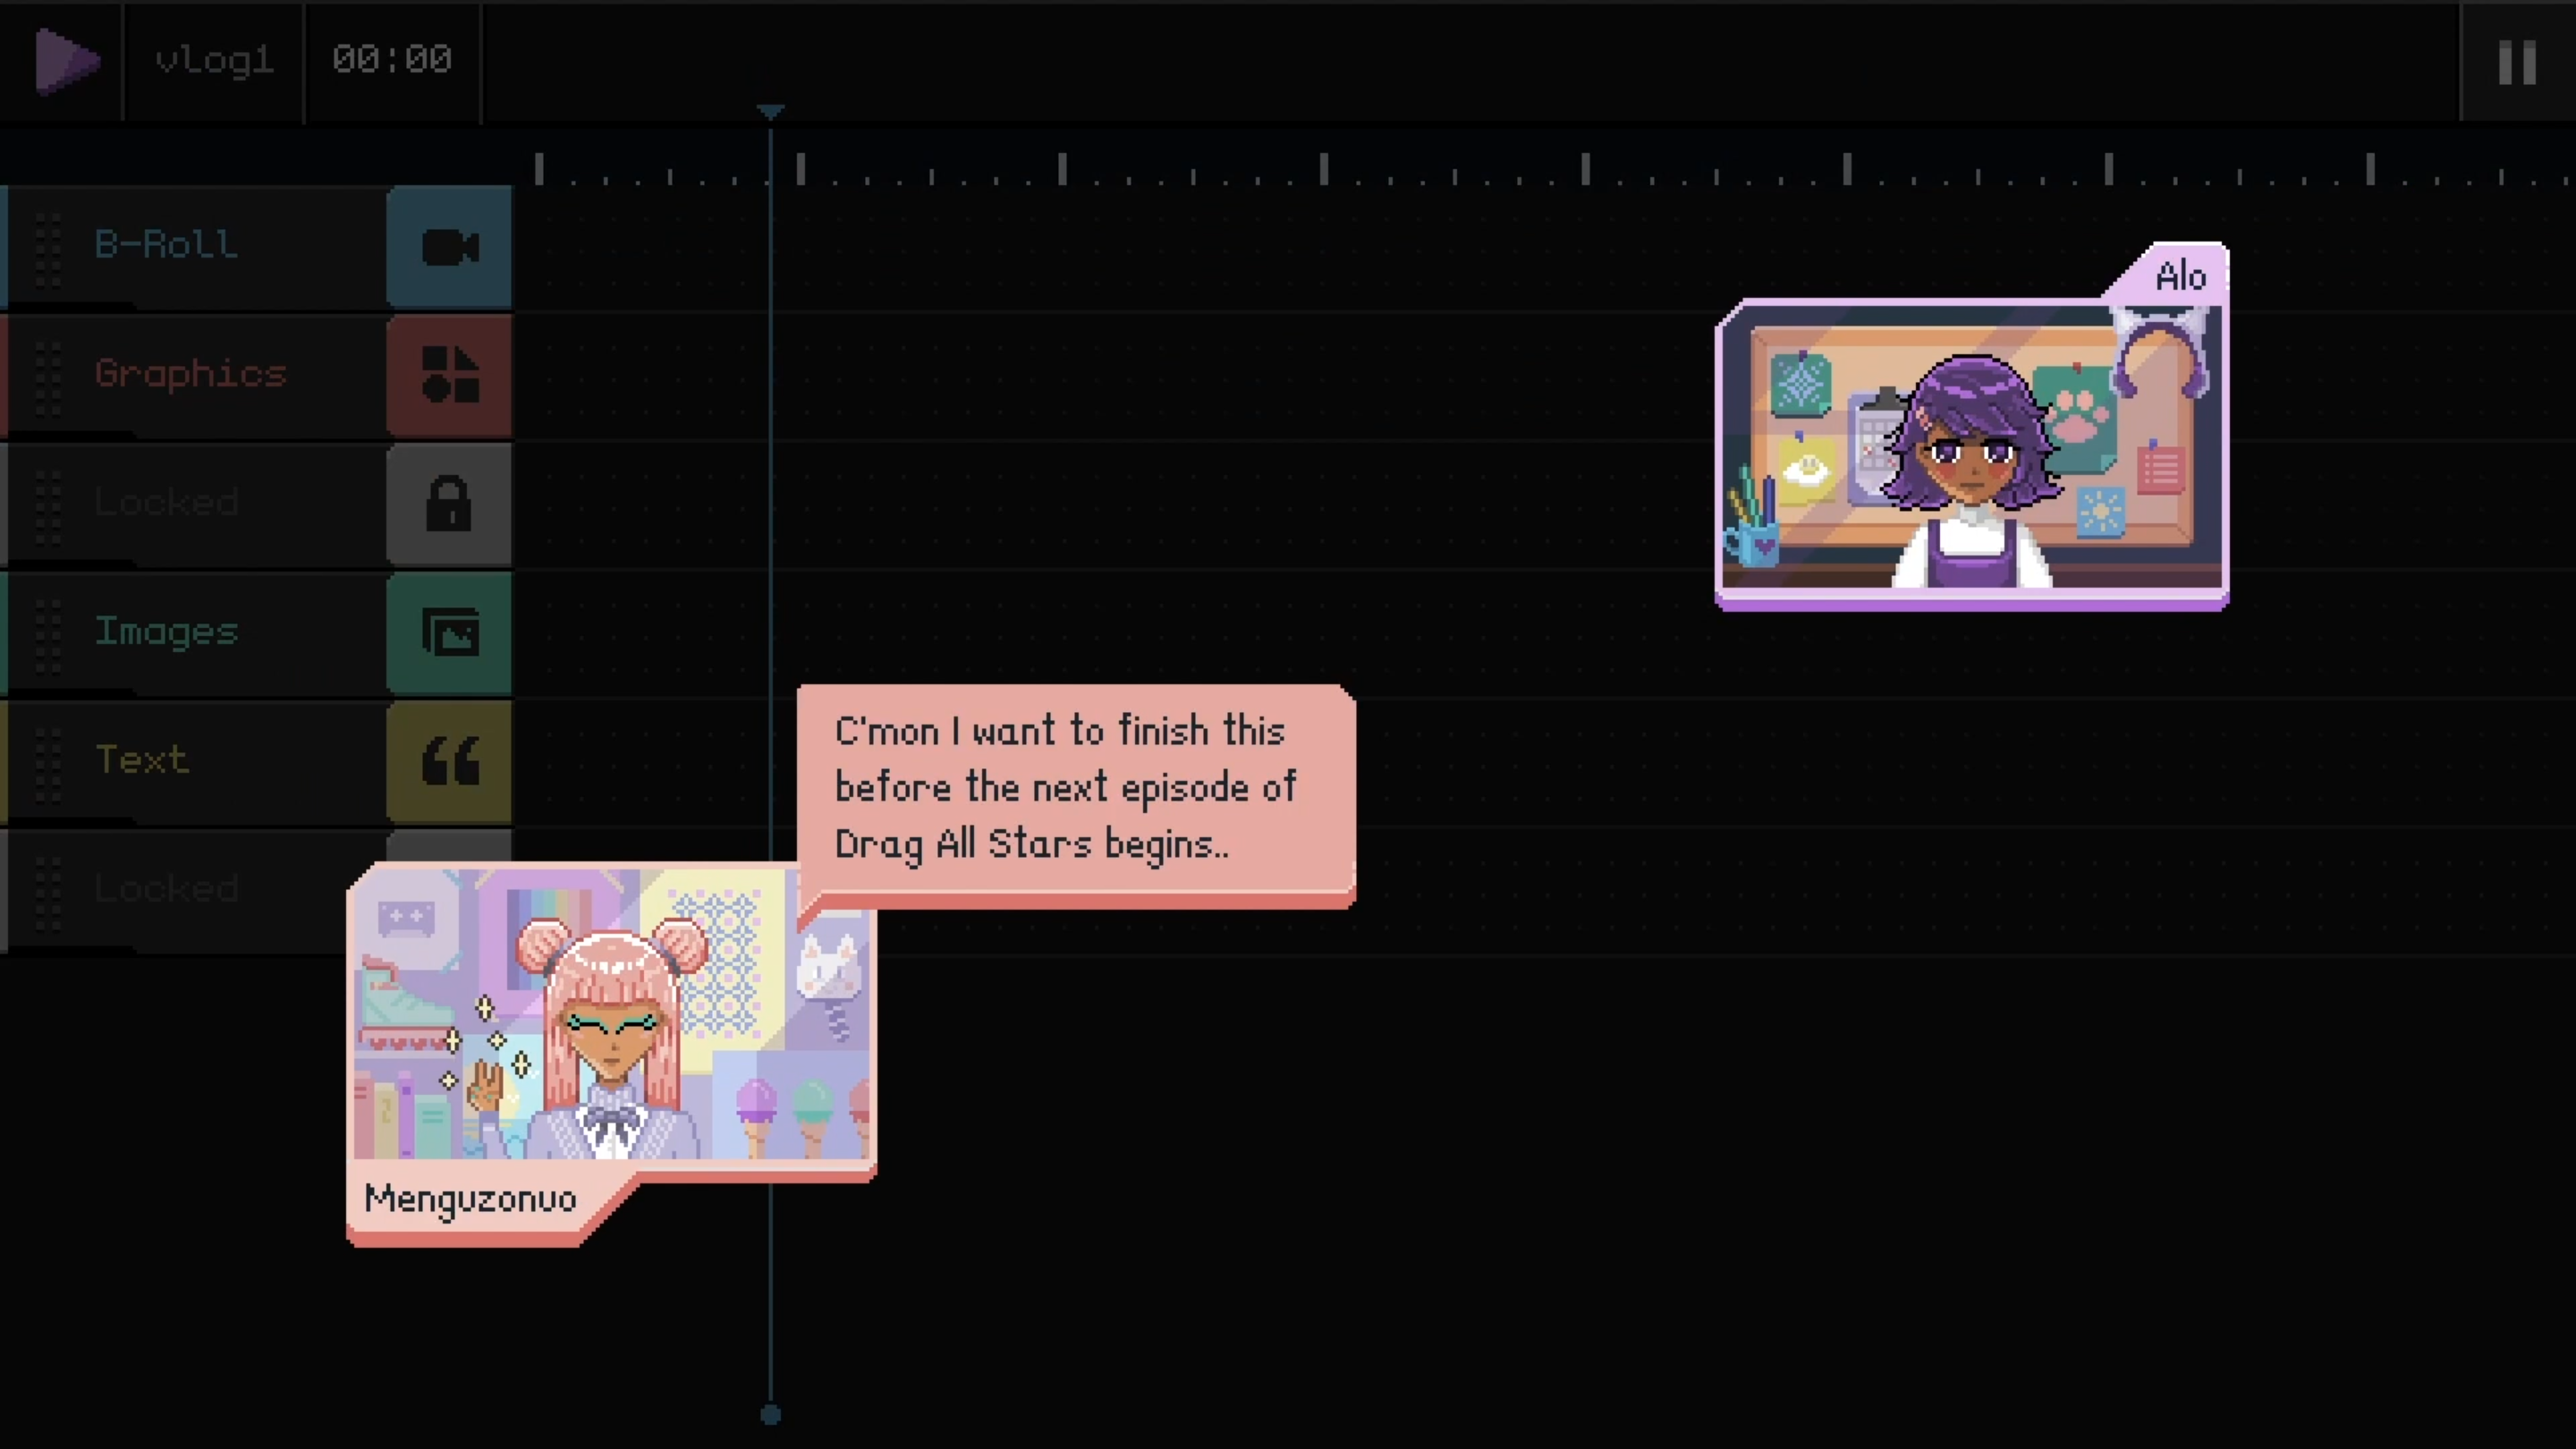 vlog1
00:00
B-Roll
Graphics
Locked
Images
Text
Locked
Alo
C'mon I want to finish this
before the next episode of
Drag All Stars begins..
Menguzonuo